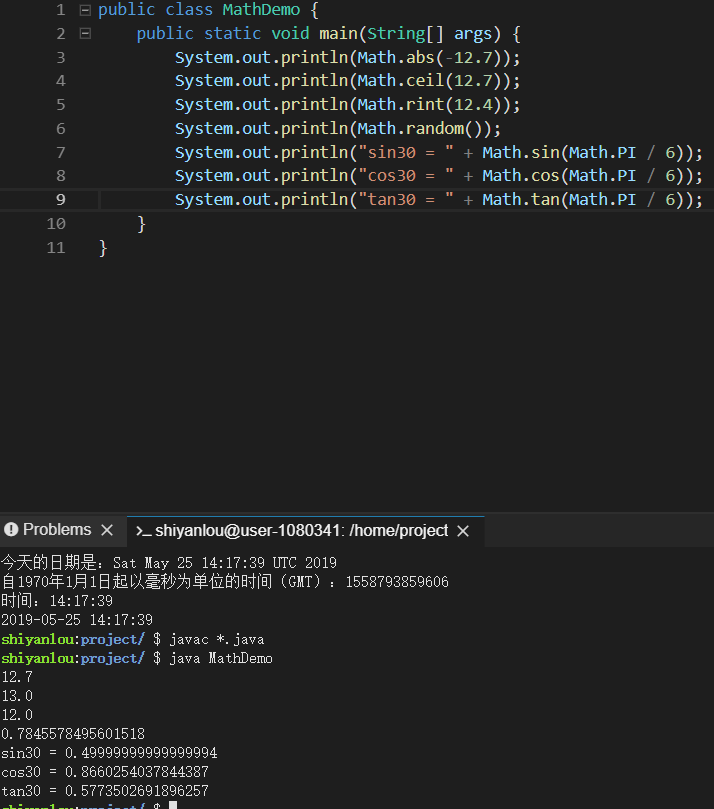 1 public class MathDemo {
2 public static void main(String[] args) {
3 System.out.println(Math.abs(-12.7));
4 System.out.println(Math.ceil(12.7));
5 System.out.println(Math.rint(12.4));
6 System.out.println(Math.random());
7 System.out.println("sin30 = " + Math.sin(Math.PI / 6));
8 System.out.println("cos30 = " + Math.cos(Math.PI / 6));
9 System.out.println("tan30 = " + Math.tan(Math.PI / 6));
10 }
11 }
Problems × >_ shiyanlou@user-1080341: /home/project ×
今天的日期是：Sat May 25 14:17:39 UTC 2019
自1970年1月1日起以毫秒为单位的时间（GMT）：1558793859606
时间：14:17:39
2019-05-25 14:17:39
shiyanlou:project/ $ javac *.java
shiyanlou:project/ $ java MathDemo
12.7
13.0
12.0
0.7845578495601518
sin30 = 0.49999999999999994
cos30 = 0.8660254037844387
tan30 = 0.5773502691896257
shiyanlou:project/ $